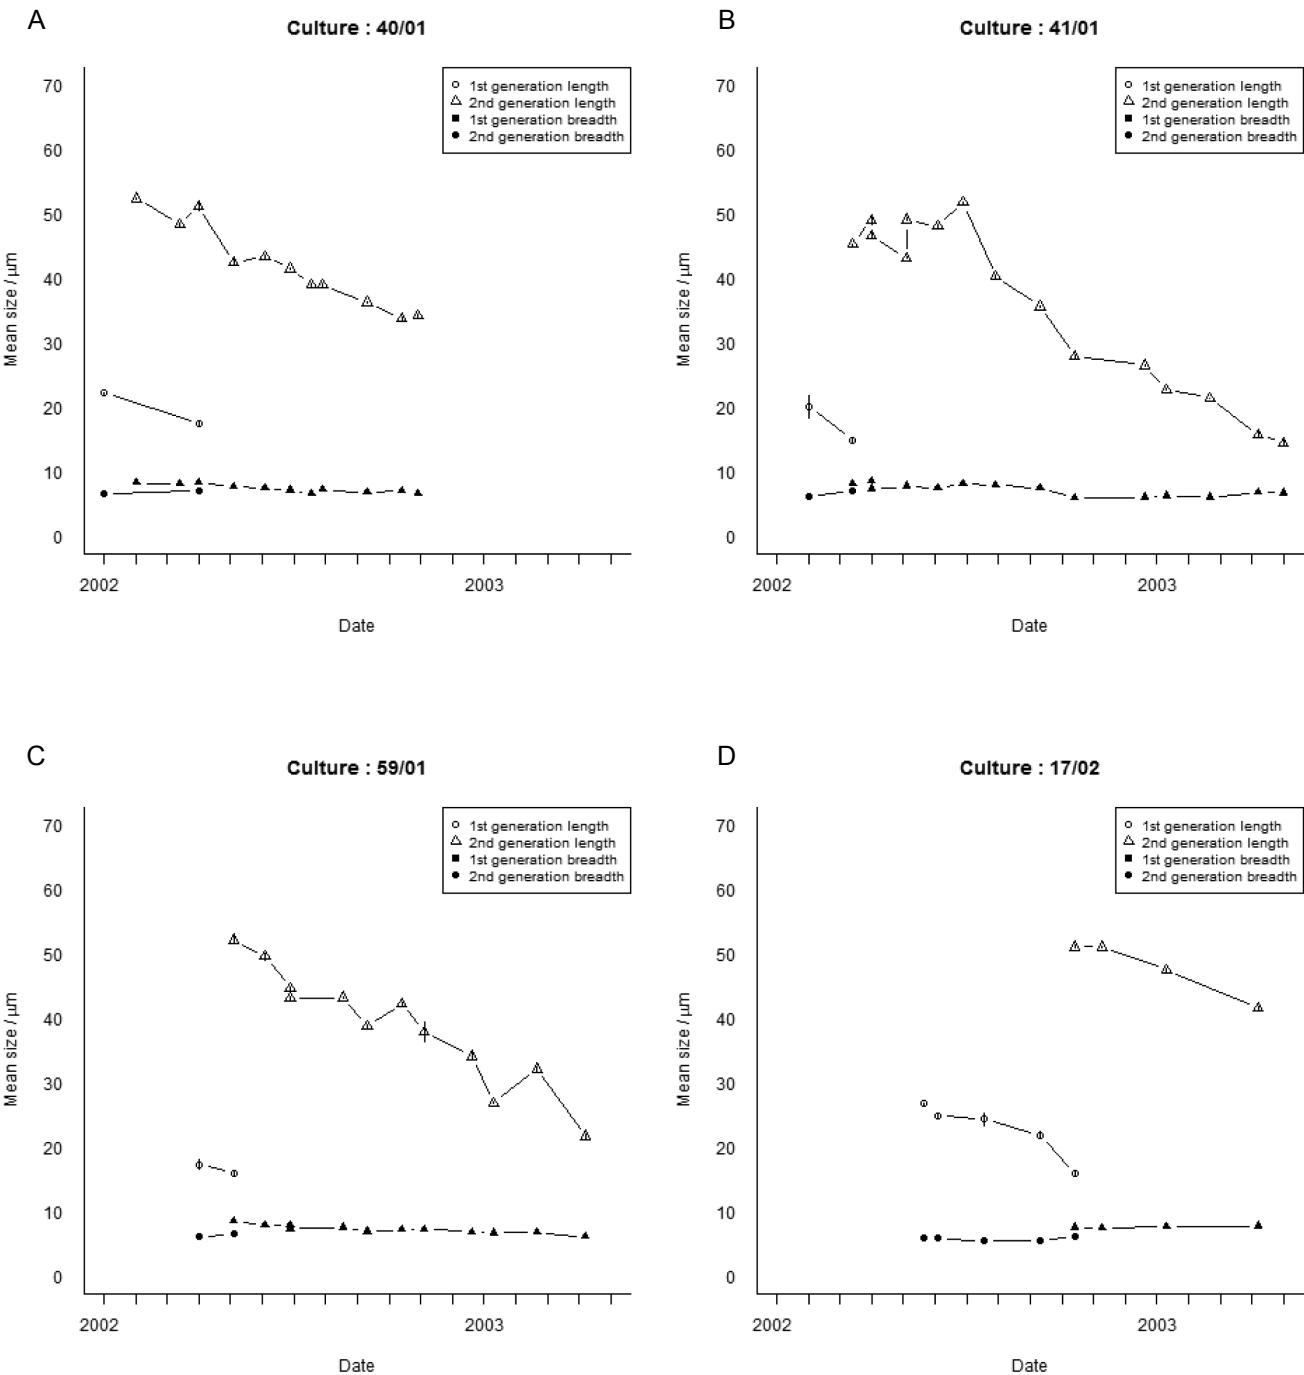 A
Culture : 40/01
1st generation length
2nd generation length
1st generation breadth
2nd generation breadth
70
60
50
40
30
20
10
0
Mean size / μm
2002
2003
Date
B
Culture : 41/01
1st generation length
2nd generation length
1st generation breadth
2nd generation breadth
70
60
50
40
30
20
10
0
Mean size / μm
2002
2003
Date
C
Culture : 59/01
1st generation length
2nd generation length
1st generation breadth
2nd generation breadth
70
60
50
40
30
20
10
0
Mean size / μm
2002
2003
Date
D
Culture : 17/02
1st generation length
2nd generation length
1st generation breadth
2nd generation breadth
70
60
50
40
30
20
10
0
Mean size / μm
2002
2003
Date